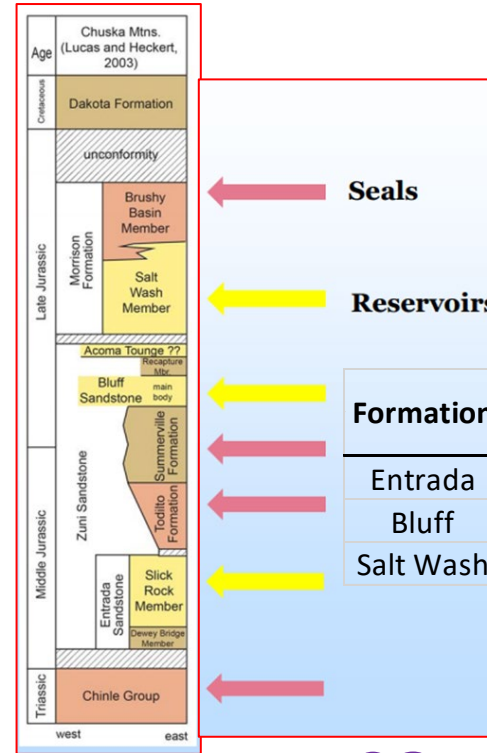 Age
Chuska Mtns.
(Lucas and Heckert,
2003)
Cretaceous
Dakota Formation
unconformity
Late Jurassic
Morrison
Formation
Brushy
Basin
Member
Salt
Wash
Member
Acoma Tounge ??
Recapture
Mbr.
Bluff
Sandstone
main
body
Zuni Sandstone
Summerville
Formation
Todilto
Formation
Middle Jurassic
Entrada
Sandstone
Slick
Rock
Member
Dewey Bridge
Member
Triassic
Chinle Group
west
east
Seals
Reservoirs
Formation
Entrada
Bluff
Salt Wash